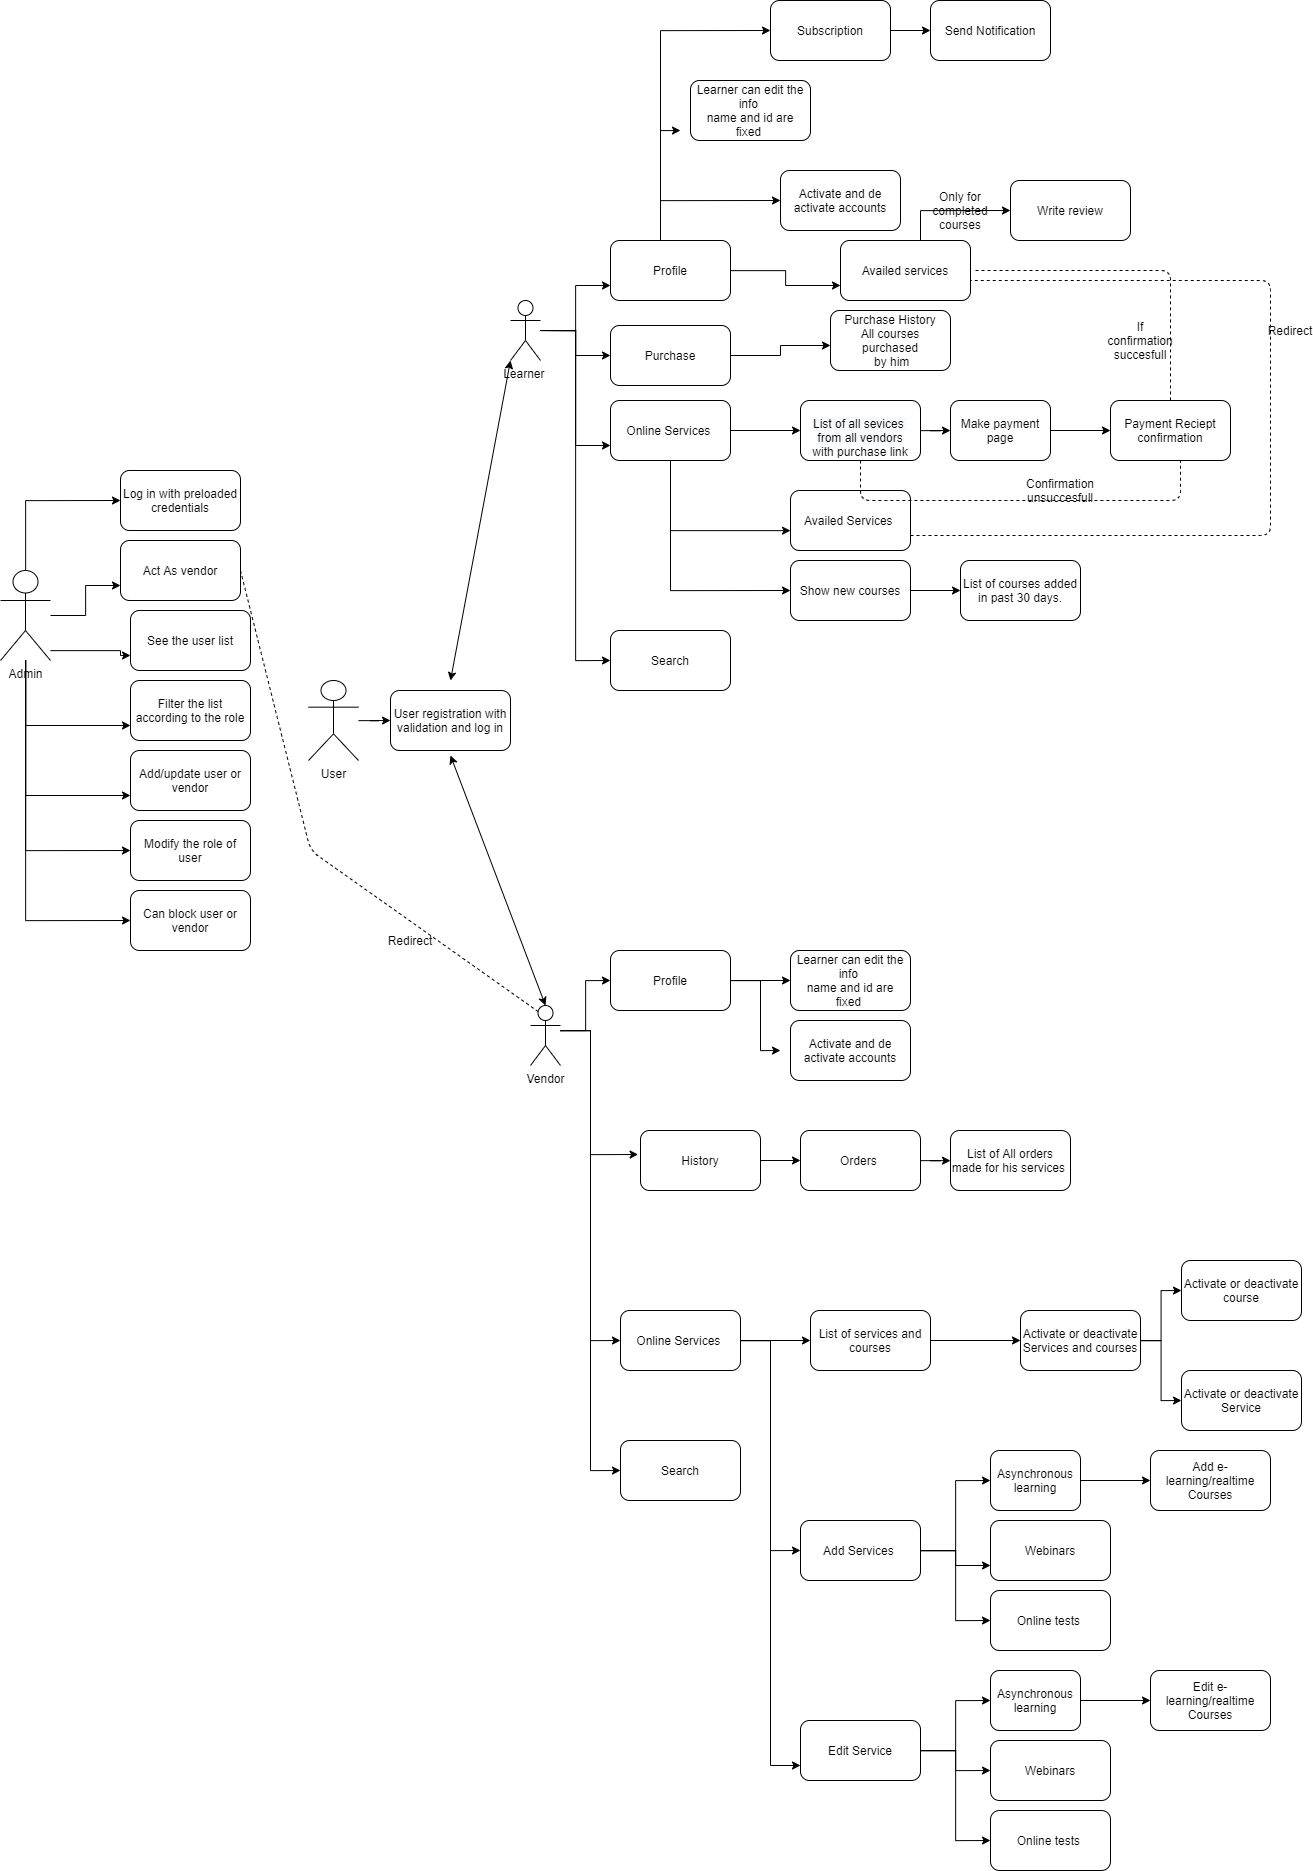 Subscription
Send Notification
Learner can edit the
info
name and id are
fixed
Activate and de
activate accounts
Only for
completed
courses
Write review
Profile
Availed services
Learner
Purchase
Purchase History
All courses
purchased
by him
If
confirmation
succesfull
Redirect
Online Services
List of all sevices
from all vendors
with purchase link
Make payment
page
Payment Reciept
confirmation
Confirmation
unsuccesfull
Availed Services
Show new courses
List of courses added
in past 30 days.
Search
Log in with preloaded
credentials
Act As vendor
Admin
See the user list
Filter the list
according to the role
Add/update user or
vendor
Modify the role of
user
Can block user or
vendor
User
User registration with
validation and log in
Redirect
Vendor
Profile
Learner can edit the
info
name and id are
fixed
Activate and de
activate accounts
History
Orders
List of All orders
made for his services
Online Services
List of services and
courses
Activate or deactivate
Services and courses
Activate or deactivate
course
Activate or deactivate
Service
Search
Add Services
Asynchronous
learning
Add e-
learning/realtime
Courses
Webinars
Online tests
Edit Service
Asynchronous
learning
Edit e-
learning/realtime
Courses
Webinars
Online tests